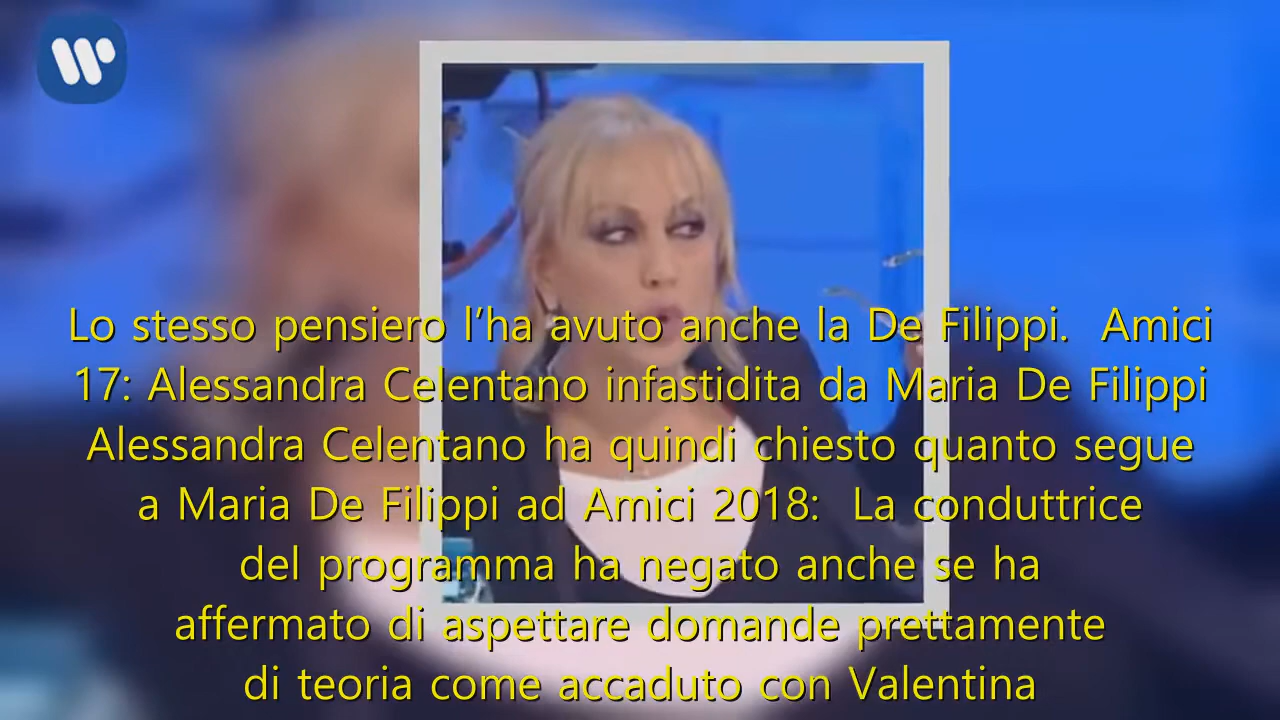 Lo stesso pensiero l’ha avuto anche la De Filippi.  Amici
17: Alessandra Celentano infastidita da Maria De Filippi
Alessandra Celentano ha quindi chiesto quanto segue
a Maria De Filippi ad Amici 2018:  La conduttrice
del programma ha negato anche se ha
affermato di aspettare domande prettamente
di teoria come accaduto con Valentina